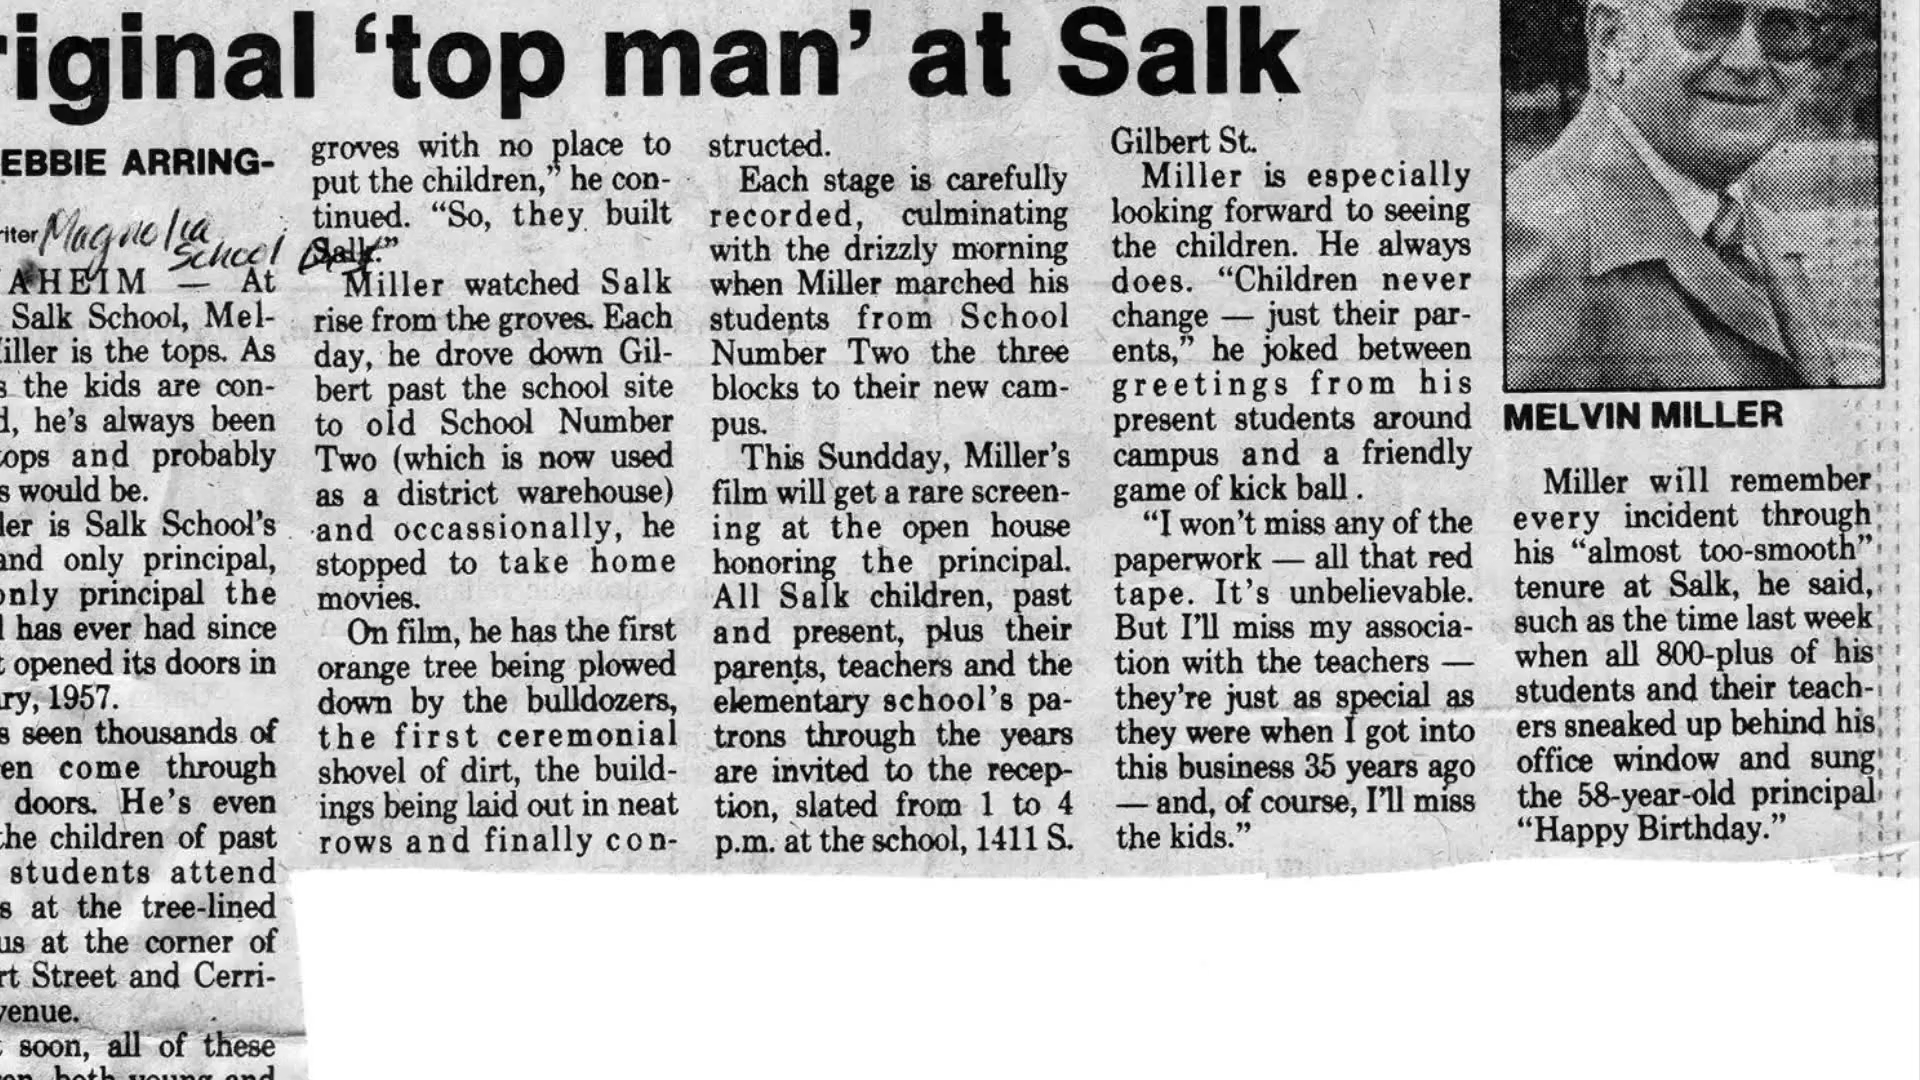 riginal ‘top man’ at Salk
EBBIE ARRING-
riter Magnolia
School
AHEIM — At
Salk School, Mel-
iller is the tops. As
s the kids are con-
d, he's always been
tops and probably
s would be.
ler is Salk School's
and only principal,
only principal the
l has ever had since
t opened its doors in
ry, 1957.
s seen thousands of
en come through
doors. He's even
the children of past
students attend
s at the tree-lined
us at the corner of
rt Street and Cerri-
venue.
soon, all of these
en, both young and
groves with no place to
put the children,” he con-
tinued. “So, they built
Salk.”
Miller watched Salk
rise from the groves. Each
day, he drove down Gil-
bert past the school site
to old School Number
Two (which is now used
as a district warehouse)
and occassionally, he
stopped to take home
movies.
On film, he has the first
orange tree being plowed
down by the bulldozers,
the first ceremonial
shovel of dirt, the build-
ings being laid out in neat
rows and finally con-
structed.
Each stage is carefully
recorded, culminating
with the drizzly morning
when Miller marched his
students from School
Number Two the three
blocks to their new cam-
pus.
This Sundday, Miller's
film will get a rare screen-
ing at the open house
honoring the principal.
All Salk children, past
and present, plus their
parents, teachers and the
elementary school's pa-
trons through the years
are invited to the recep-
tion, slated from 1 to 4
p.m. at the school, 1411 S.
Gilbert St.
Miller is especially
looking forward to seeing
the children. He always
does. “Children never
change — just their par-
ents,” he joked between
greetings from his
present students around
campus and a friendly
game of kick ball.
“I won't miss any of the
paperwork — all that red
tape. It's unbelievable.
But I'll miss my associa-
tion with the teachers —
they're just as special as
they were when I got into
this business 35 years ago
— and, of course, I'll miss
the kids.”
MELVIN MILLER
Miller will remember
every incident through
his “almost too-smooth”
tenure at Salk, he said,
such as the time last week
when all 800-plus of his
students and their teach-
ers sneaked up behind his
office window and sung
the 58-year-old principal
“Happy Birthday.”